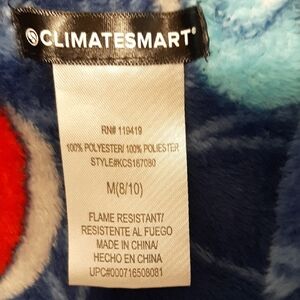 CLIMATESMART®
RN# 119419
100% POLYESTER/ 100% POLIESTER
STYLE#KCS167080
M(8/10)
FLAME RESISTANT/
RESISTENTE AL FUEGO
MADE IN CHINA/
HECHO EN CHINA
UPC#000716508081